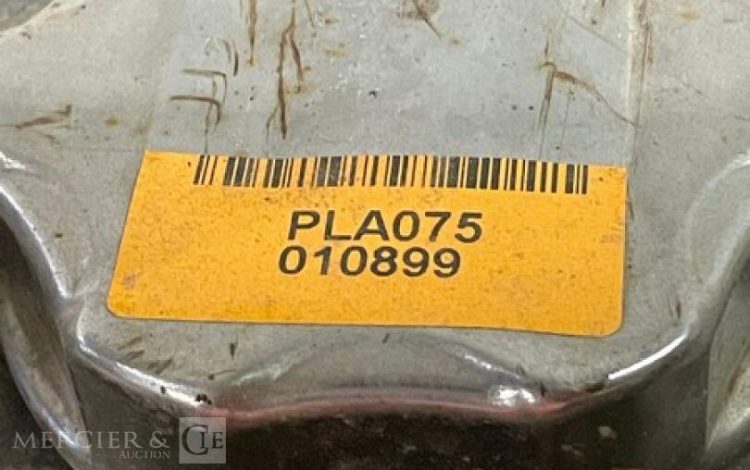 PLA075
010899
MERCIER & CIE
AUCTION